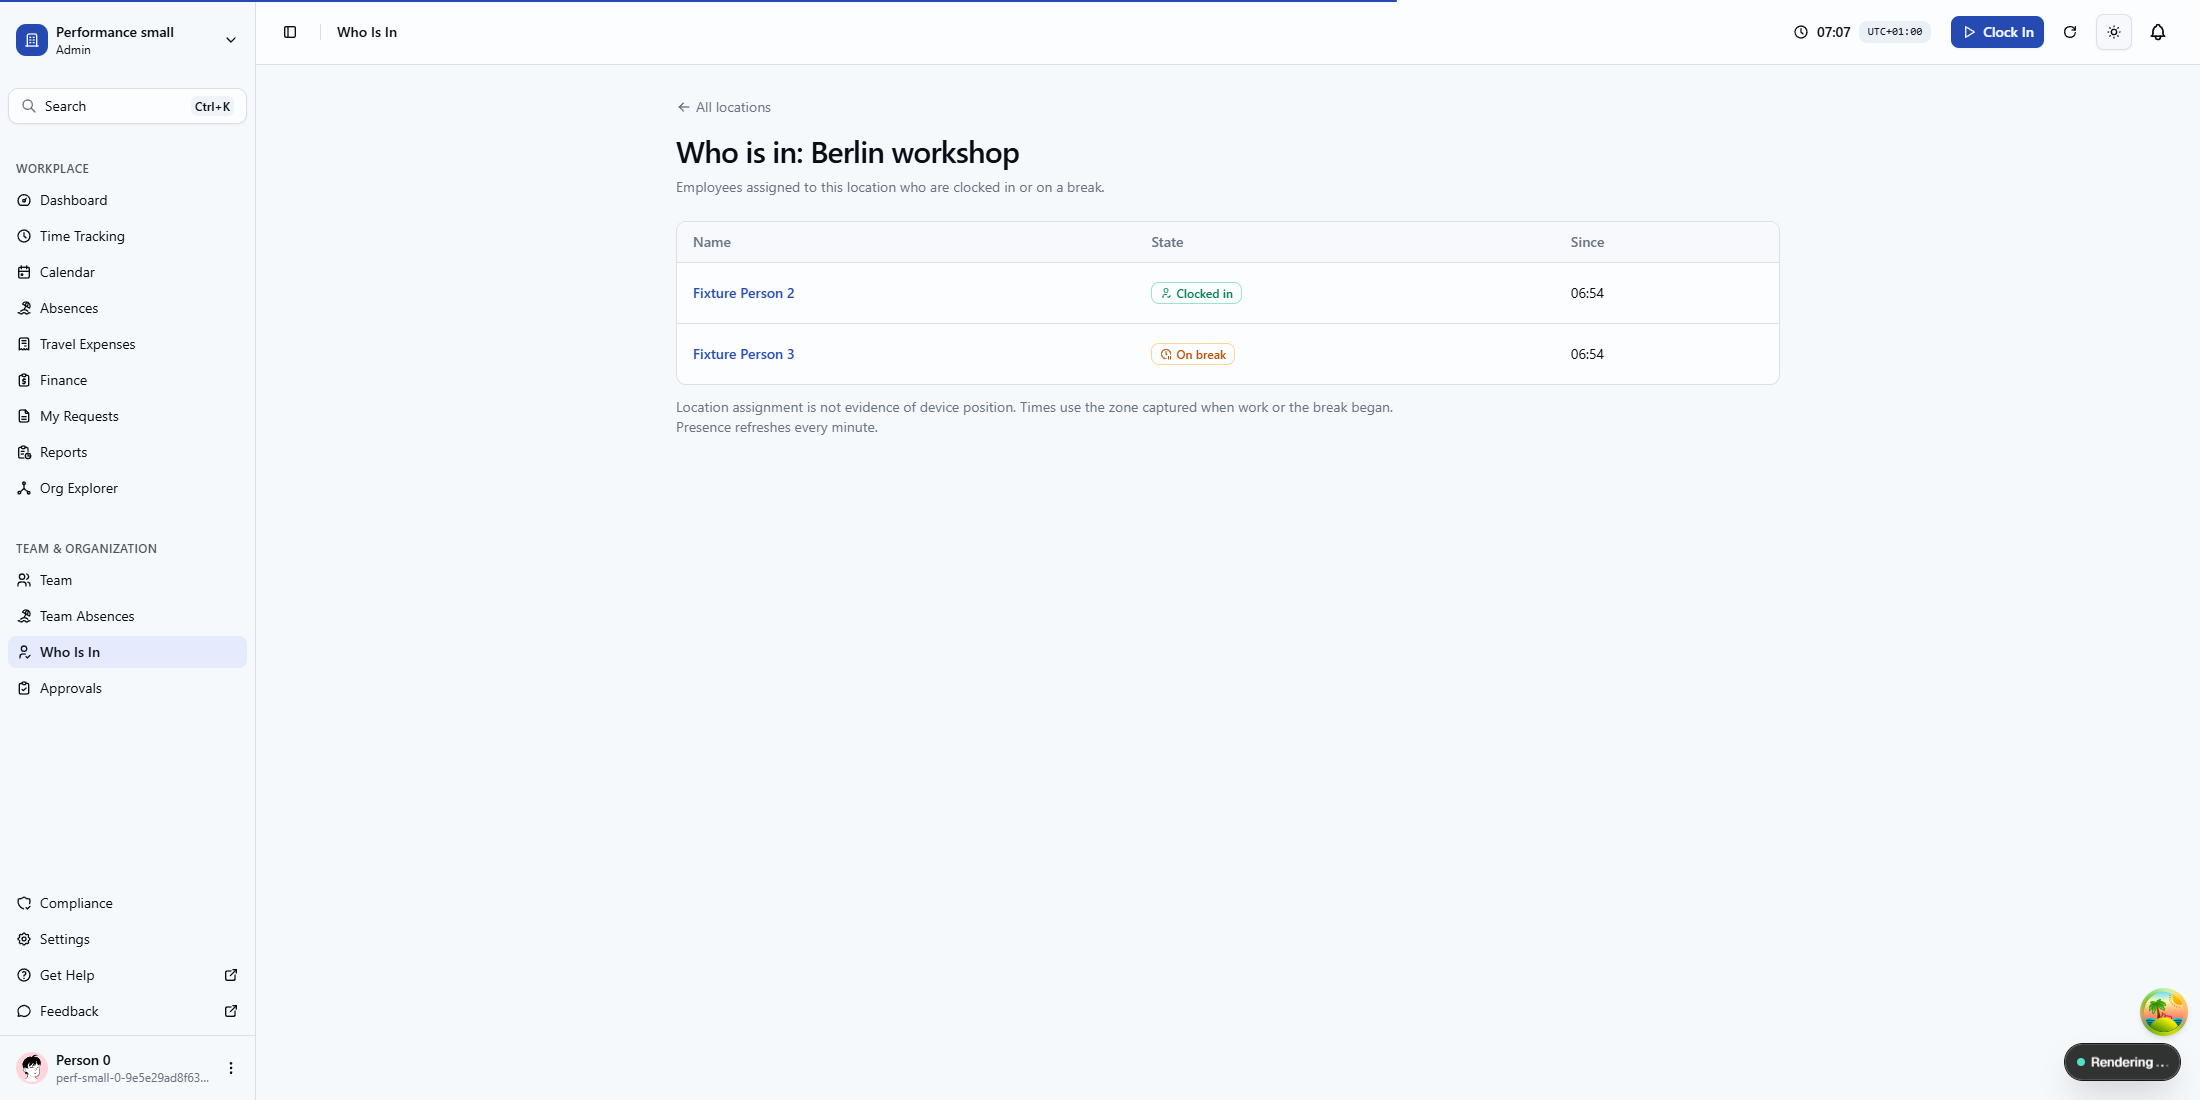 Performance small
Admin
Search
Ctrl+K
WORKPLACE
Dashboard
Time Tracking
Calendar
Absences
Travel Expenses
Finance
My Requests
Reports
Org Explorer
TEAM & ORGANIZATION
Team
Team Absences
Who Is In
Approvals
Compliance
Settings
Get Help
Feedback
Person 0
perf-small-0-9e5e29ad8f63...
Who Is In
07:07
UTC+01:00
Clock In
All locations
Who is in: Berlin workshop
Employees assigned to this location who are clocked in or on a break.
Name State Since
Fixture Person 2 Clocked in 06:54
Fixture Person 3 On break 06:54
Location assignment is not evidence of device position. Times use the zone captured when work or the break began.
Presence refreshes every minute.
Rendering ...